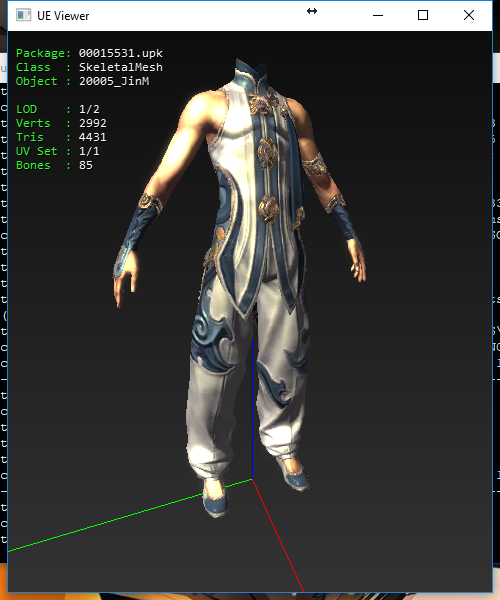 UE Viewer
Package: 00015531.upk
Class : SkeletalMesh
Object : 20005_JinM
LOD : 1/2
Verts : 2992
Tris : 4431
UV Set : 1/1
Bones : 85